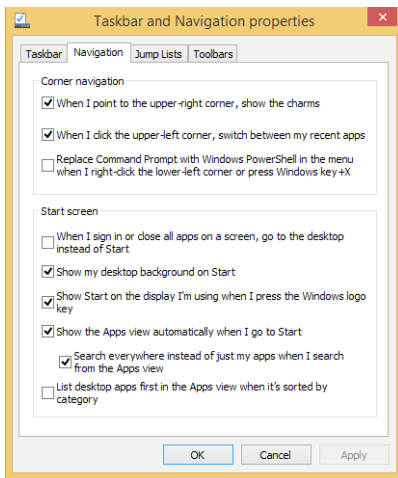 Taskbar and Navigation properties
Taskbar Navigation Jump Lists Toolbars
Corner navigation
When I point to the upper-right corner, show the charms
When I click the upper-left corner, switch between my recent apps
Replace Command Prompt with Windows PowerShell in the menu
when I right-click the lower-left corner or press Windows key+X
Start screen
When I sign in or close all apps on a screen, go to the desktop
instead of Start
Show my desktop background on Start
Show Start on the display I'm using when I press the Windows logo
key
Show the Apps view automatically when I go to Start
Search everywhere instead of just my apps when I search
from the Apps view
List desktop apps first in the Apps view when it's sorted by
category
OK Cancel Apply